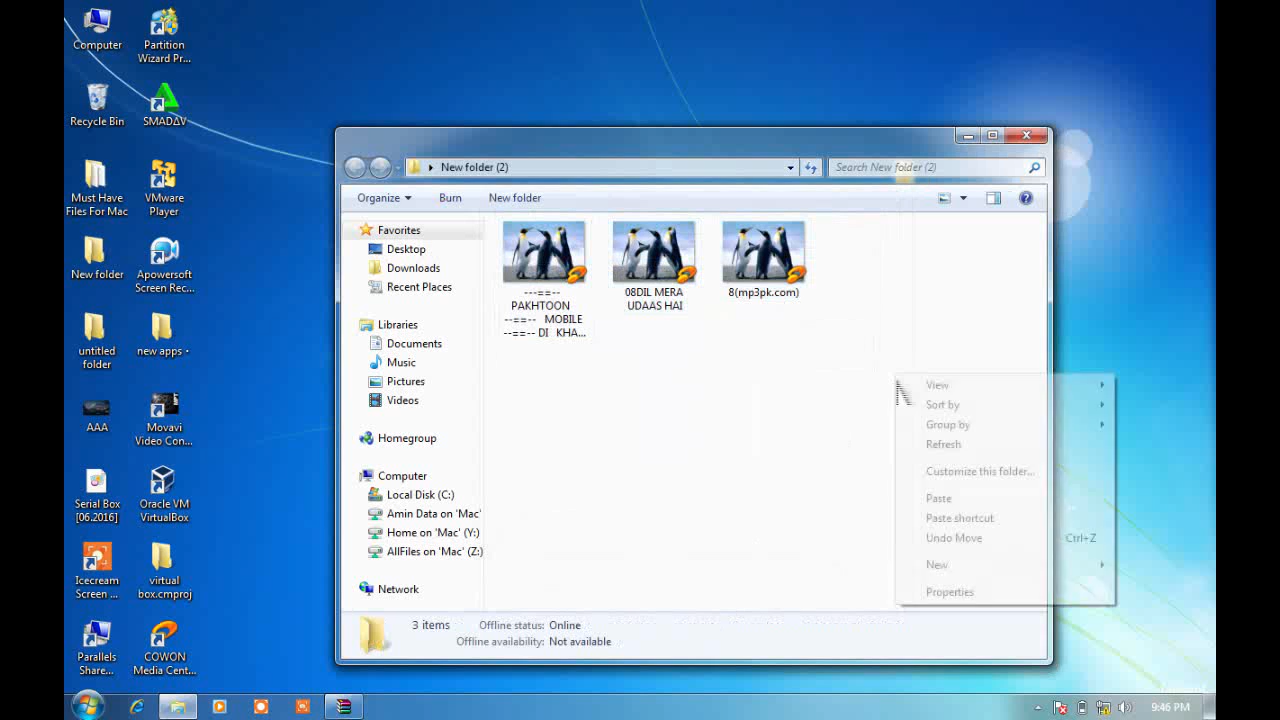 Computer
Partition
Wizard Pr...
Recycle Bin
SMADΔV
Must Have
Files For Mac
VMware
Player
New folder
Apowersoft
Screen Rec...
untitled
folder
new apps •
AAA
Movavi
Video Con...
Serial Box
[06.2016]
Oracle VM
VirtualBox
Icecream
Screen ...
virtual
box.cmproj
Parallels
Share...
COWON
Media Cent...
New folder (2)
Search New folder (2)
Organize
Burn
New folder
Favorites
Desktop
Downloads
Recent Places
Libraries
Documents
Music
Pictures
Videos
Homegroup
Computer
Local Disk (C:)
Amin Data on 'Mac'
Home on 'Mac' (Y:)
AllFiles on 'Mac' (Z:)
Network
---==--
PAKHTOON
--==-- MOBILE
--==-- DI KHA...
08DIL MERA
UDAAS HAI
8(mp3pk.com)
View
Sort by
Group by
Refresh
Customize this folder...
Paste
Paste shortcut
Undo Move Ctrl+Z
New
Properties
3 items
Offline status: Online
Offline availability: Not available
9:46 PM